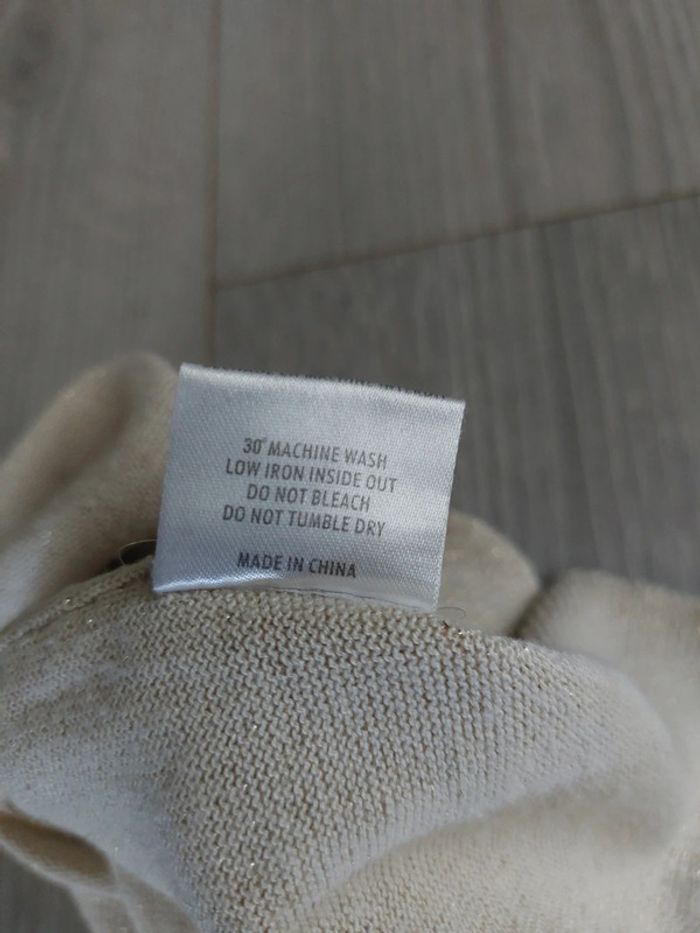 30° MACHINE WASH
LOW IRON INSIDE OUT
DO NOT BLEACH
DO NOT TUMBLE DRY
MADE IN CHINA